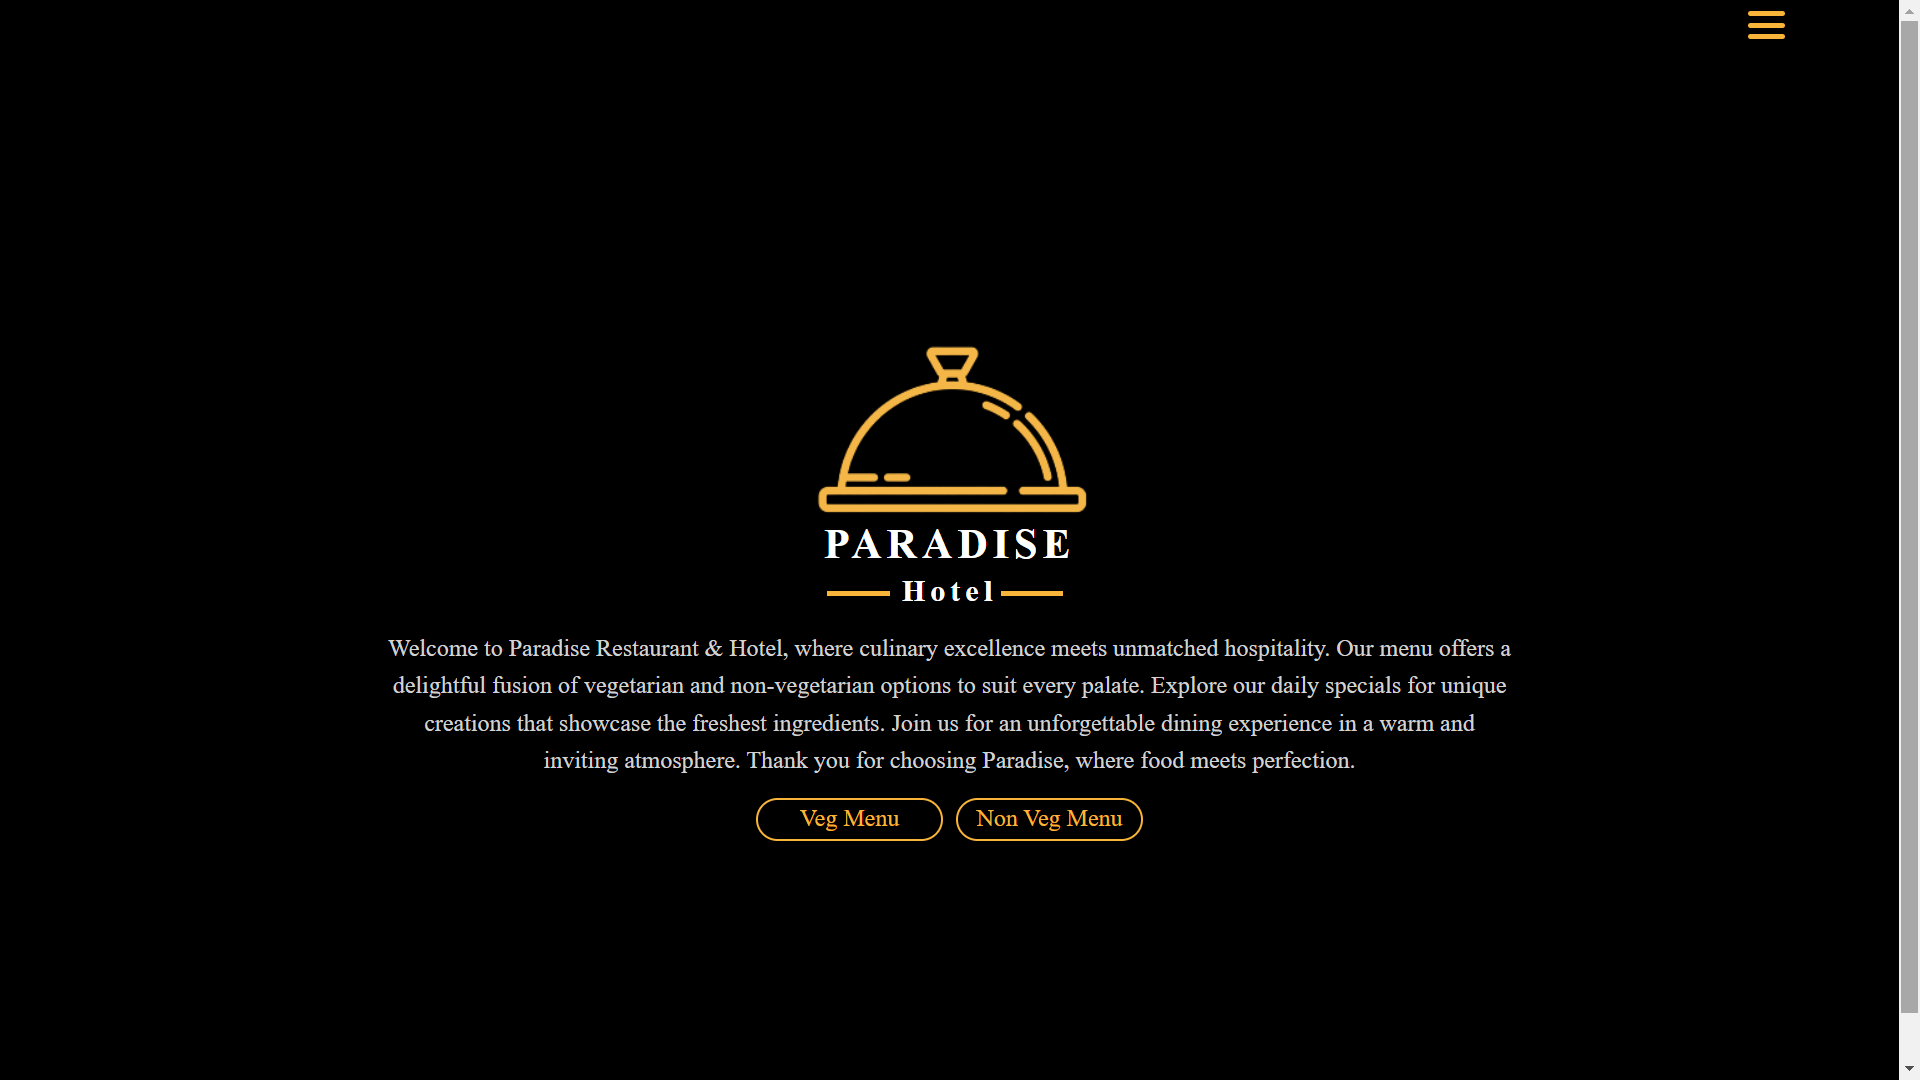 PARADISE
Hotel
Welcome to Paradise Restaurant & Hotel, where culinary excellence meets unmatched hospitality. Our menu offers a
delightful fusion of vegetarian and non-vegetarian options to suit every palate. Explore our daily specials for unique
creations that showcase the freshest ingredients. Join us for an unforgettable dining experience in a warm and
inviting atmosphere. Thank you for choosing Paradise, where food meets perfection.
Veg Menu
Non Veg Menu